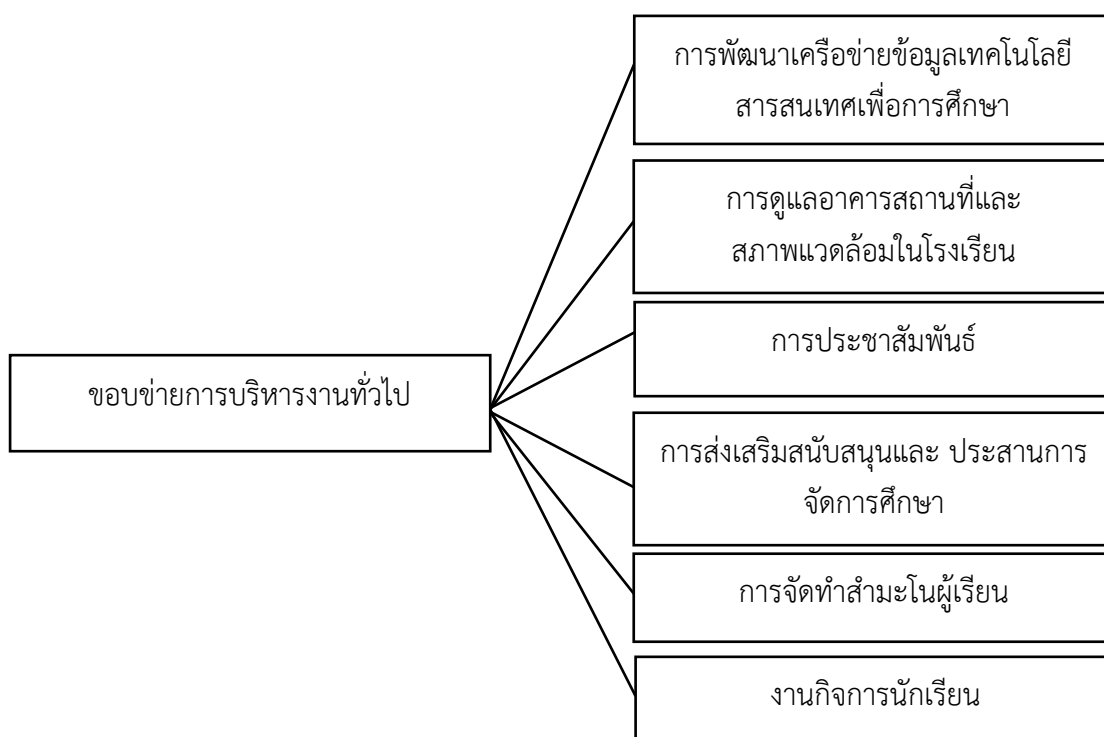 การพัฒนาเครือข่ายข้อมูลเทคโนโลยี
สารสนเทศเพื่อการศึกษา
การดูแลอาคารสถานที่และ
สภาพแวดล้อมในโรงเรียน
การประชาสัมพันธ์
ขอบข่ายการบริหารงานทั่วไป
การส่งเสริมสนับสนุนและ ประสานการ
จัดการศึกษา
การจัดทำสำมะโนผู้เรียน
งานกิจการนักเรียน